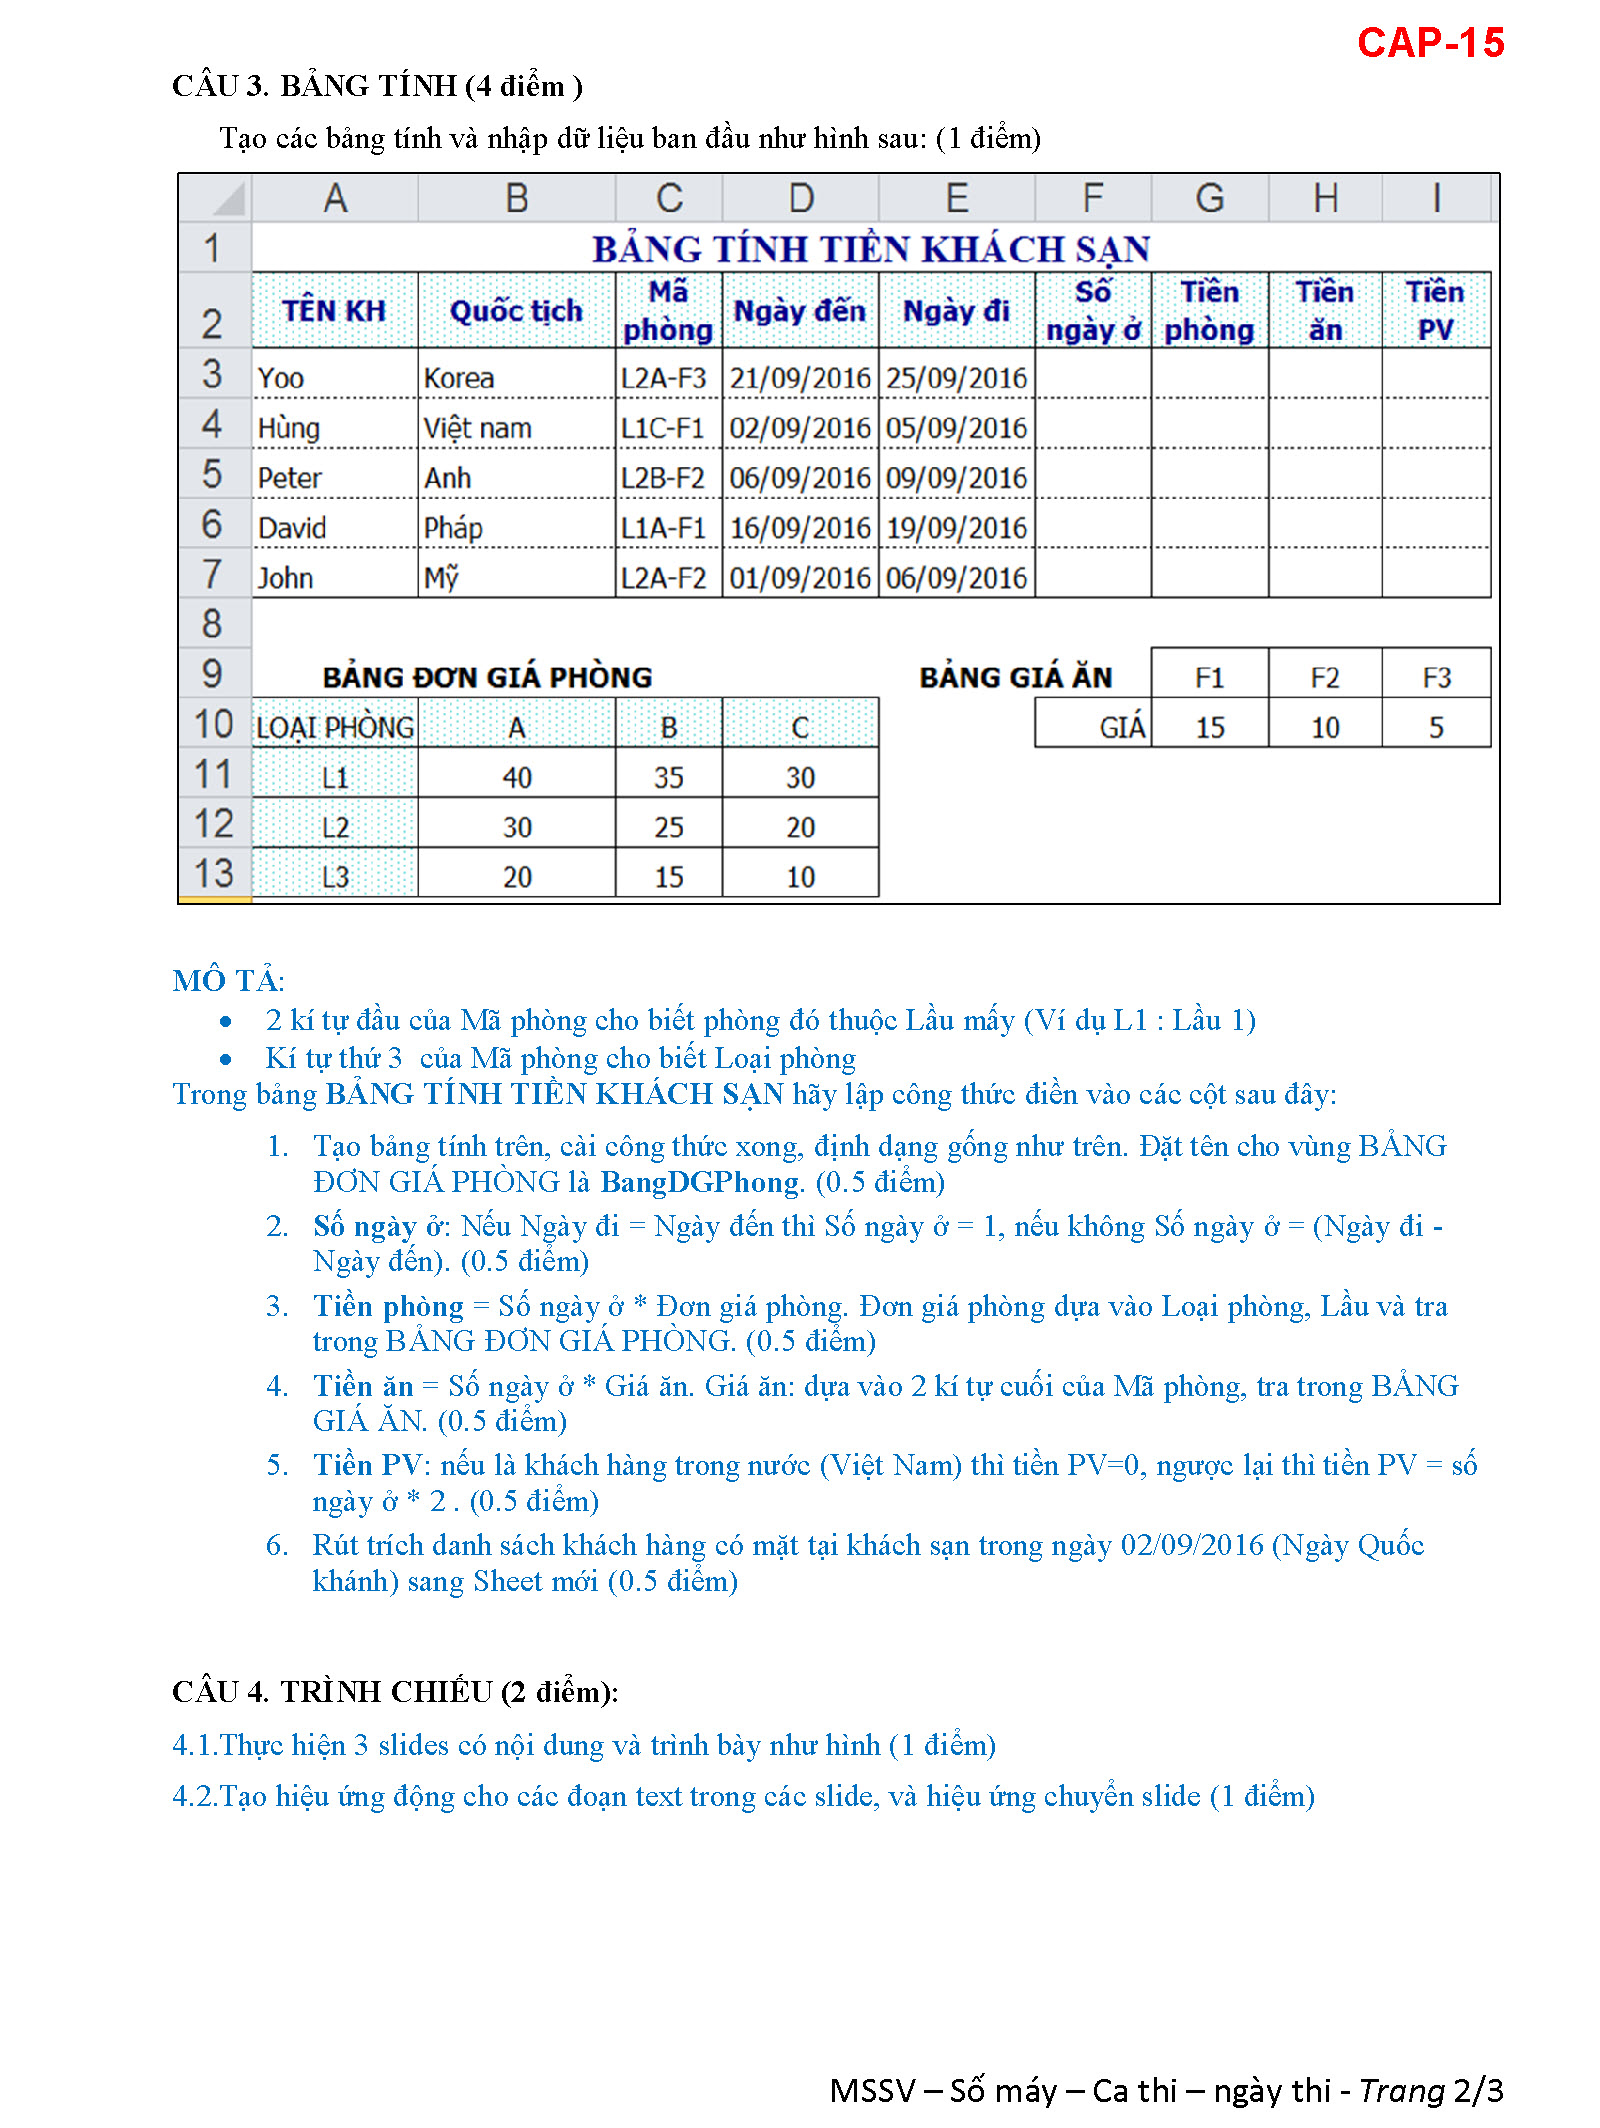 CAP-15
CÂU 3. BẢNG TÍNH (4 điểm )
Tạo các bảng tính và nhập dữ liệu ban đầu như hình sau: (1 điểm)
A B C D E F G H I
1 BẢNG TÍNH TIỀN KHÁCH SẠN
2 TÊN KH Quốc tịch Mã phòng Ngày đến Ngày đi Số ngày ở Tiền phòng Tiền ăn Tiền PV
3 Yoo Korea L2A-F3 21/09/2016 25/09/2016
4 Hùng Việt nam L1C-F1 02/09/2016 05/09/2016
5 Peter Anh L2B-F2 06/09/2016 09/09/2016
6 David Pháp L1A-F1 16/09/2016 19/09/2016
7 John Mỹ L2A-F2 01/09/2016 06/09/2016
8
9 BẢNG ĐƠN GIÁ PHÒNG BẢNG GIÁ ĂN F1 F2 F3
10 LOẠI PHÒNG A B C GIÁ 15 10 5
11 L1 40 35 30
12 L2 30 25 20
13 L3 20 15 10
MÔ TẢ:
• 2 kí tự đầu của Mã phòng cho biết phòng đó thuộc Lầu mấy (Ví dụ L1 : Lầu 1)
• Kí tự thứ 3 của Mã phòng cho biết Loại phòng
Trong bảng BẢNG TÍNH TIỀN KHÁCH SẠN hãy lập công thức điền vào các cột sau đây:
1. Tạo bảng tính trên, cài công thức xong, định dạng gống như trên. Đặt tên cho vùng BẢNG
ĐƠN GIÁ PHÒNG là BangDGPhong. (0.5 điểm)
2. Số ngày ở: Nếu Ngày đi = Ngày đến thì Số ngày ở = 1, nếu không Số ngày ở = (Ngày đi -
Ngày đến). (0.5 điểm)
3. Tiền phòng = Số ngày ở * Đơn giá phòng. Đơn giá phòng dựa vào Loại phòng, Lầu và tra
trong BẢNG ĐƠN GIÁ PHÒNG. (0.5 điểm)
4. Tiền ăn = Số ngày ở * Giá ăn. Giá ăn: dựa vào 2 kí tự cuối của Mã phòng, tra trong BẢNG
GIÁ ĂN. (0.5 điểm)
5. Tiền PV: nếu là khách hàng trong nước (Việt Nam) thì tiền PV=0, ngược lại thì tiền PV = số
ngày ở * 2 . (0.5 điểm)
6. Rút trích danh sách khách hàng có mặt tại khách sạn trong ngày 02/09/2016 (Ngày Quốc
khánh) sang Sheet mới (0.5 điểm)
CÂU 4. TRÌNH CHIẾU (2 điểm):
4.1.Thực hiện 3 slides có nội dung và trình bày như hình (1 điểm)
4.2.Tạo hiệu ứng động cho các đoạn text trong các slide, và hiệu ứng chuyển slide (1 điểm)
MSSV – Số máy – Ca thi – ngày thi - Trang 2/3